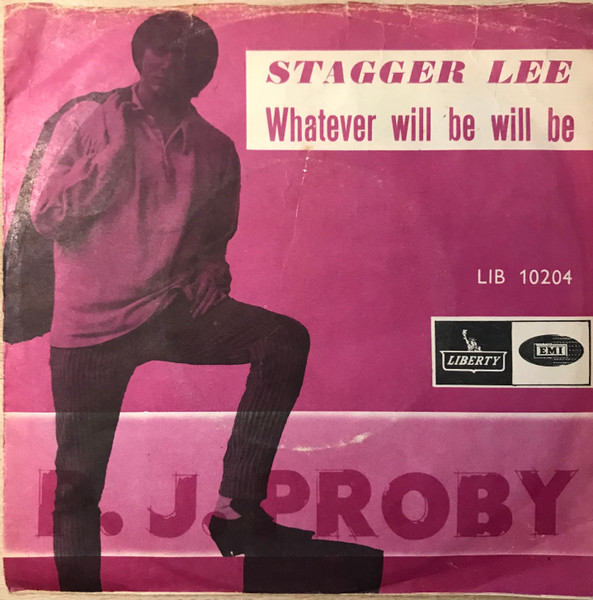 STAGGER LEE
Whatever will be will be
LIB 10204
LIBERTY
EMI
P. J. PROBY